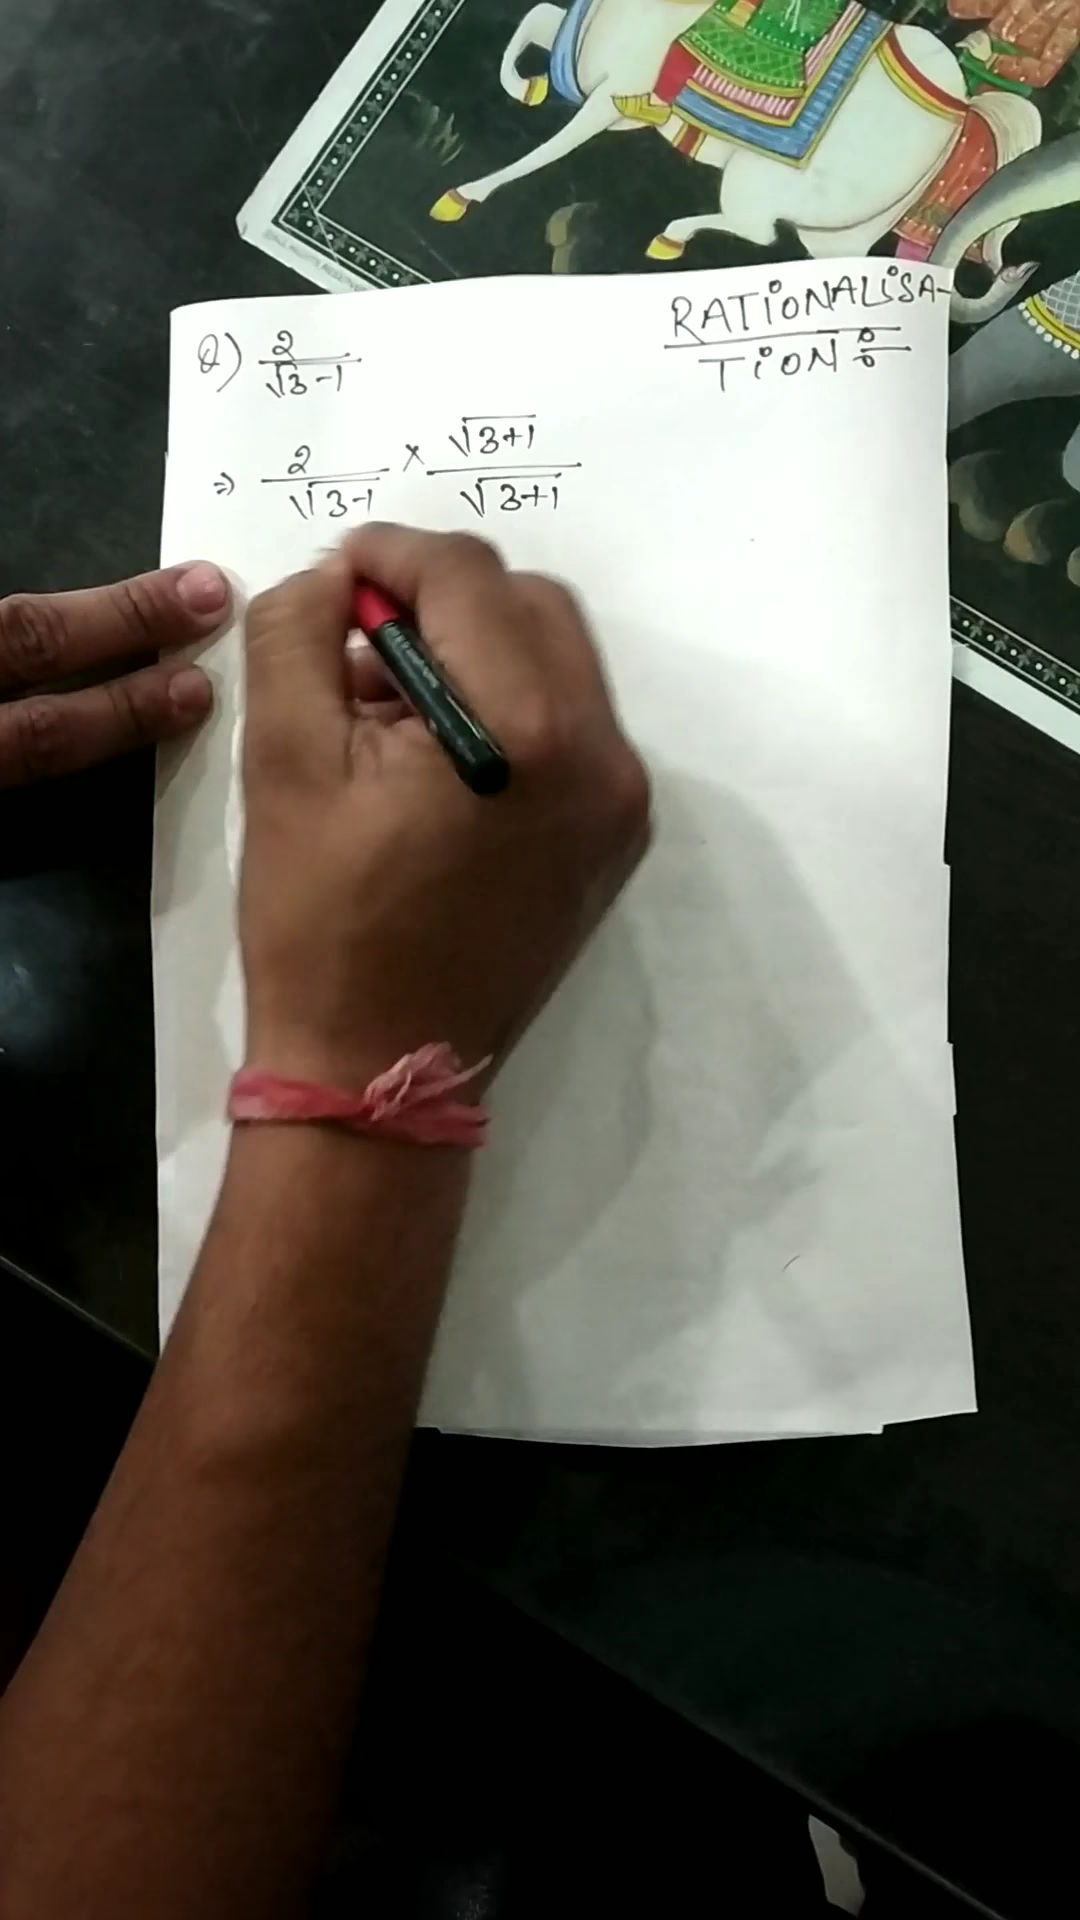 RATiONALiSA-
TiON ÷
Q) 2/(√3-1)
⇒ 2/√(3-1) × √(3+1)/√(3+1)